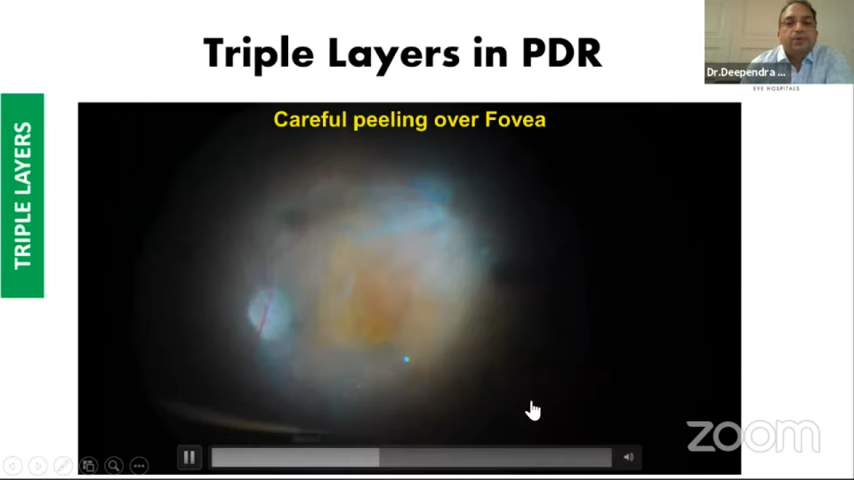 Triple Layers in PDR
Dr.Deependra ...
EYE HOSPITALS
TRIPLE LAYERS
Careful peeling over Fovea
zoom